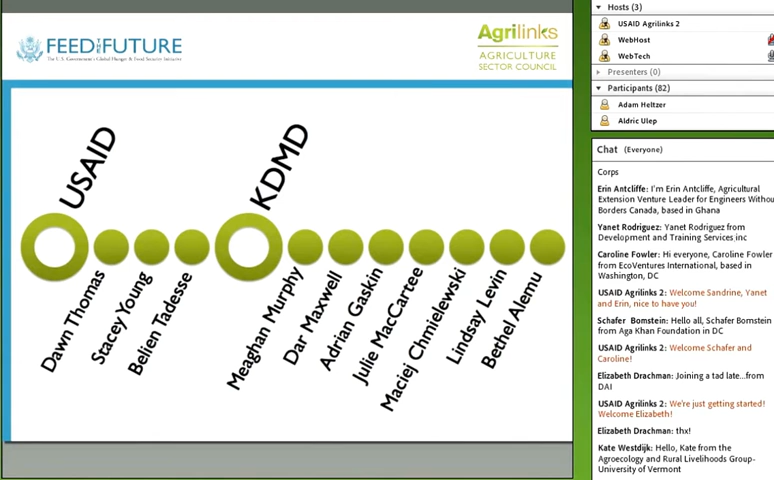 FEED THE FUTURE
The U.S. Government's Global Hunger & Food Security Initiative
Agrilinks
AGRICULTURE
SECTOR COUNCIL
USAID
Dawn Thomas
Stacey Young
Belien Tadesse
KDMD
Meaghan Murphy
Dar Maxwell
Adrian Gaskin
Julie MacCartee
Maciej Chmielewski
Lindsay Levin
Bethel Alemu
Hosts (3)
USAID Agrilinks 2
WebHost
WebTech
Presenters (0)
Participants (82)
Adam Heltzer
Aldric Ulep
Chat (Everyone)
Corps
Erin Antcliffe: I'm Erin Antcliffe, Agricultural
Extension Venture Leader for Engineers Withou
Borders Canada, based in Ghana
Yanet Rodriguez: Yanet Rodriguez from
Development and Training Services inc
Caroline Fowler: Hi everyone, Caroline Fowler
from EcoVentures International, based in
Washington, DC
USAID Agrilinks 2: Welcome Sandrine, Yanet
and Erin, nice to have you!
Schafer Bomstein: Hello all, Schafer Bomstein
from Aga Khan Foundation in DC
USAID Agrilinks 2: Welcome Schafer and
Caroline!
Elizabeth Drachman: Joining a tad late...from
DAI
USAID Agrilinks 2: We're just getting started!
Welcome Elizabeth!
Elizabeth Drachman: thx!
Kate Westdijk: Hello, Kate from the
Agroecology and Rural Livelihoods Group-
University of Vermont